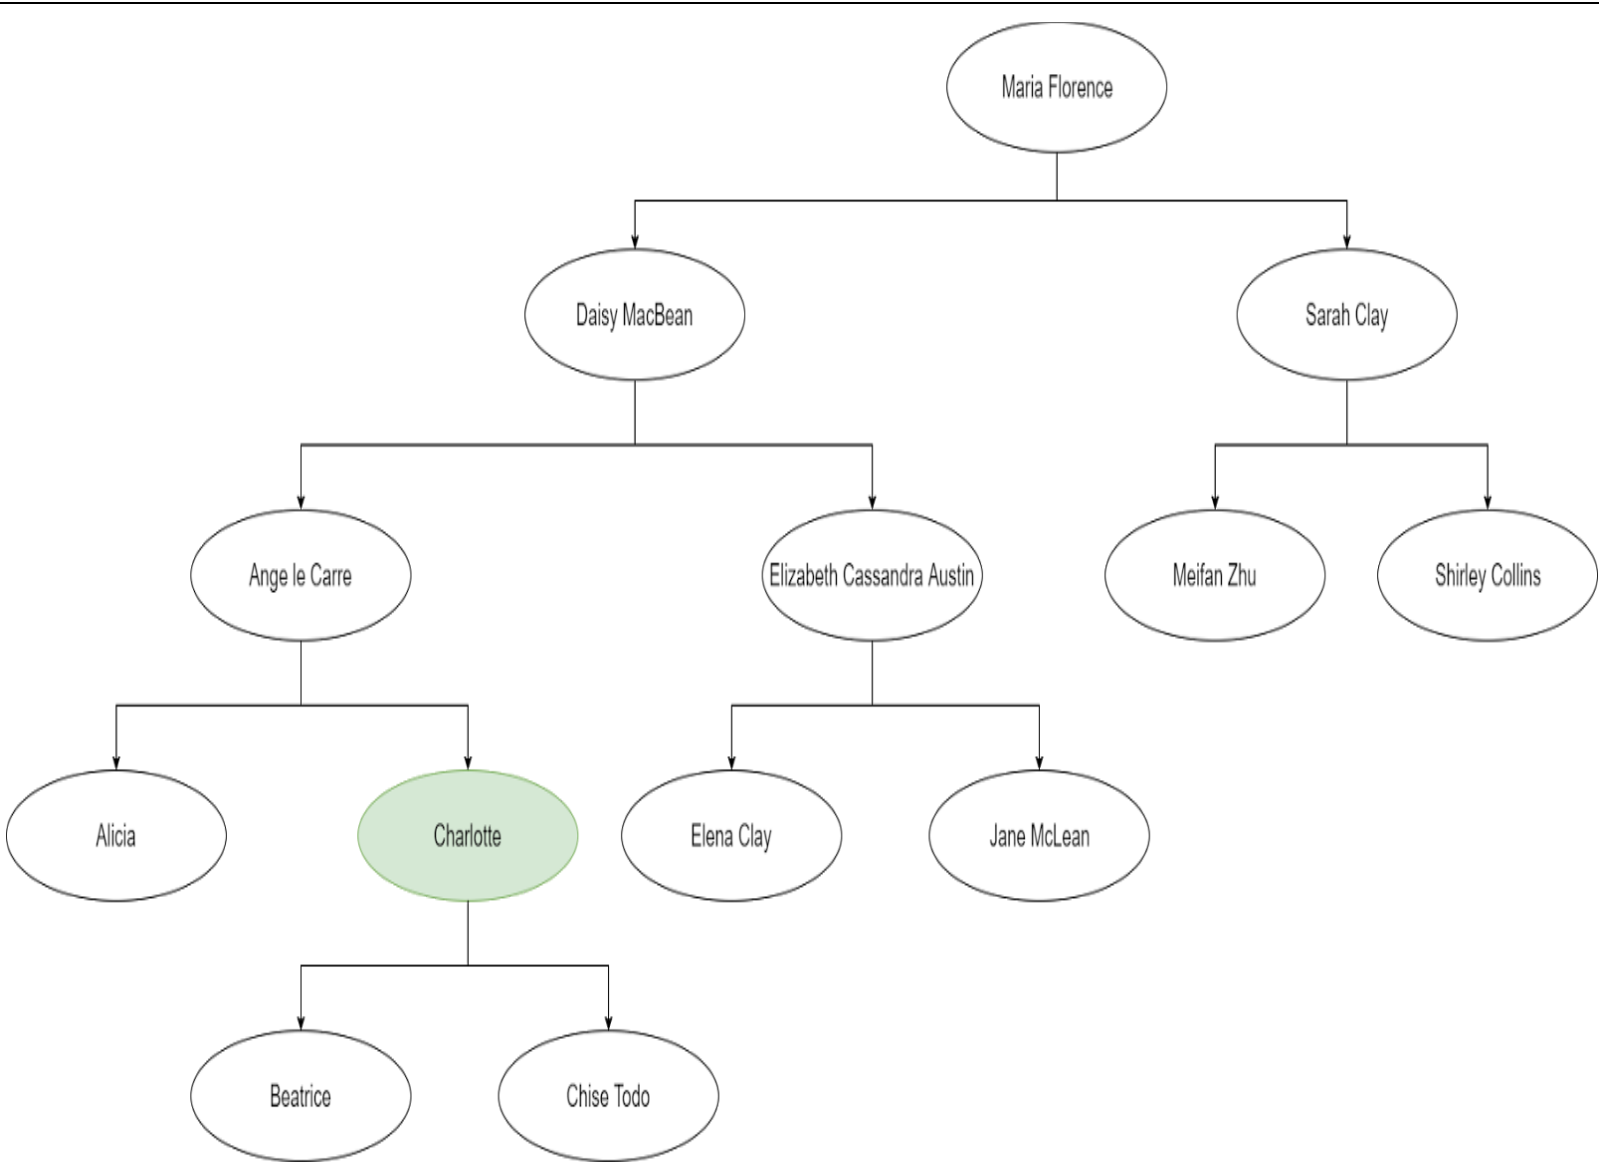 Maria Florence
Daisy MacBean
Sarah Clay
Ange le Carre
Elizabeth Cassandra Austin
Meifan Zhu
Shirley Collins
Alicia
Charlotte
Elena Clay
Jane McLean
Beatrice
Chise Todo